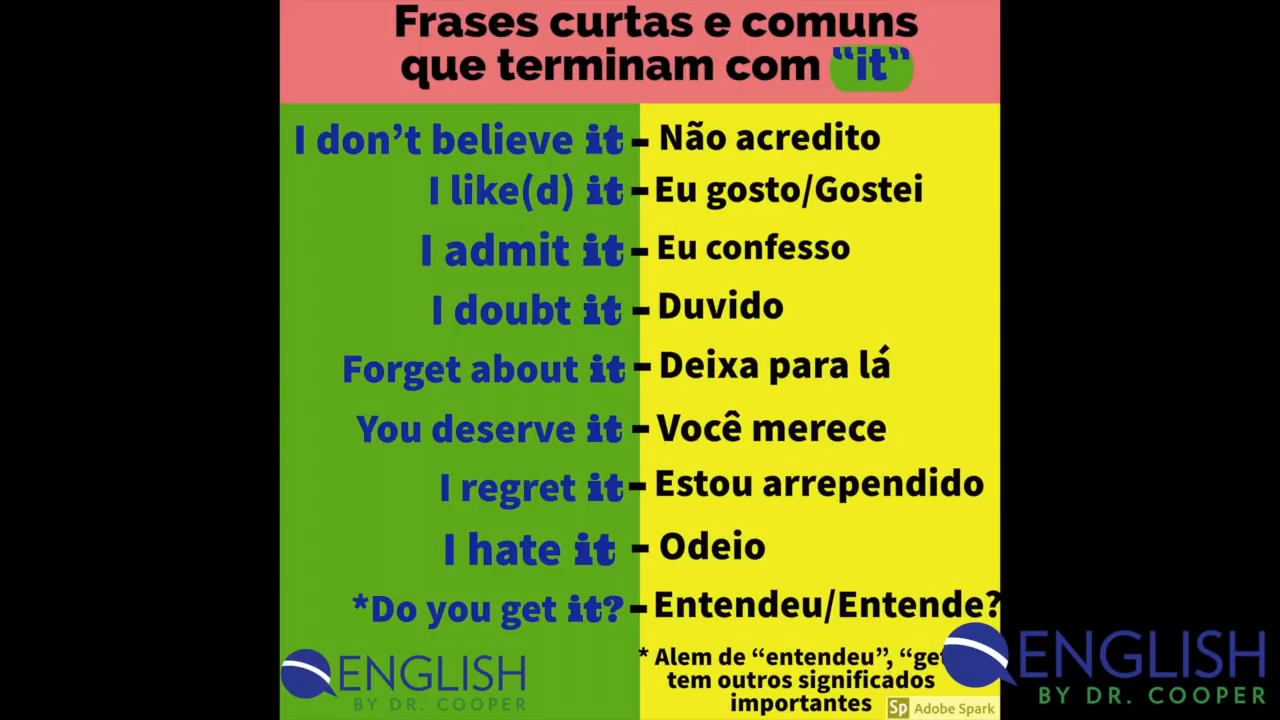 Frases curtas e comuns
que terminam com “it”
I don’t believe it - Não acredito
I like(d) it - Eu gosto/Gostei
I admit it - Eu confesso
I doubt it - Duvido
Forget about it - Deixa para lá
You deserve it - Você merece
I regret it - Estou arrependido
I hate it - Odeio
*Do you get it? - Entendeu/Entende?
* Alem de “entendeu”, “get
tem outros significados
importantes
ENGLISH
BY DR. COOPER
Sp Adobe Spark
ENGLISH
BY DR. COOPER